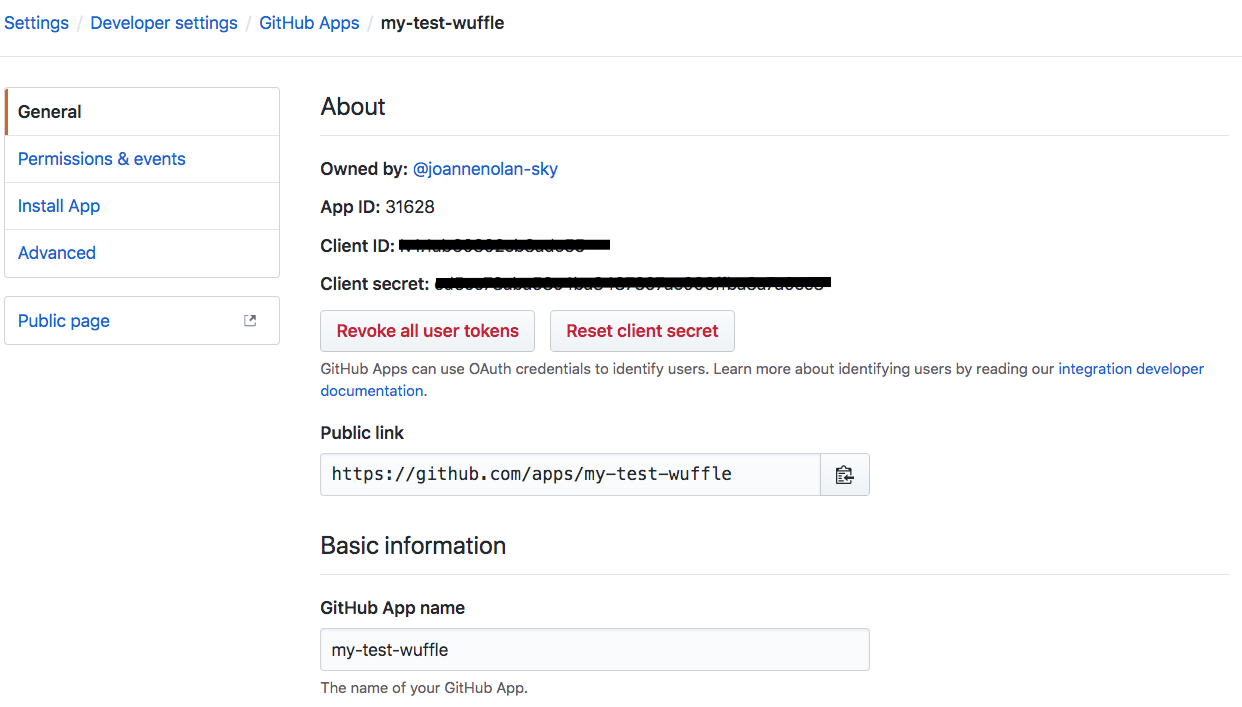 Settings / Developer settings / GitHub Apps / my-test-wuffle
General
Permissions & events
Install App
Advanced
Public page
About
Owned by: @joannenolan-sky
App ID: 31628
Client ID:
Client secret:
Revoke all user tokens
Reset client secret
GitHub Apps can use OAuth credentials to identify users. Learn more about identifying users by reading our integration developer
documentation.
Public link
https://github.com/apps/my-test-wuffle
Basic information
GitHub App name
my-test-wuffle
The name of your GitHub App.